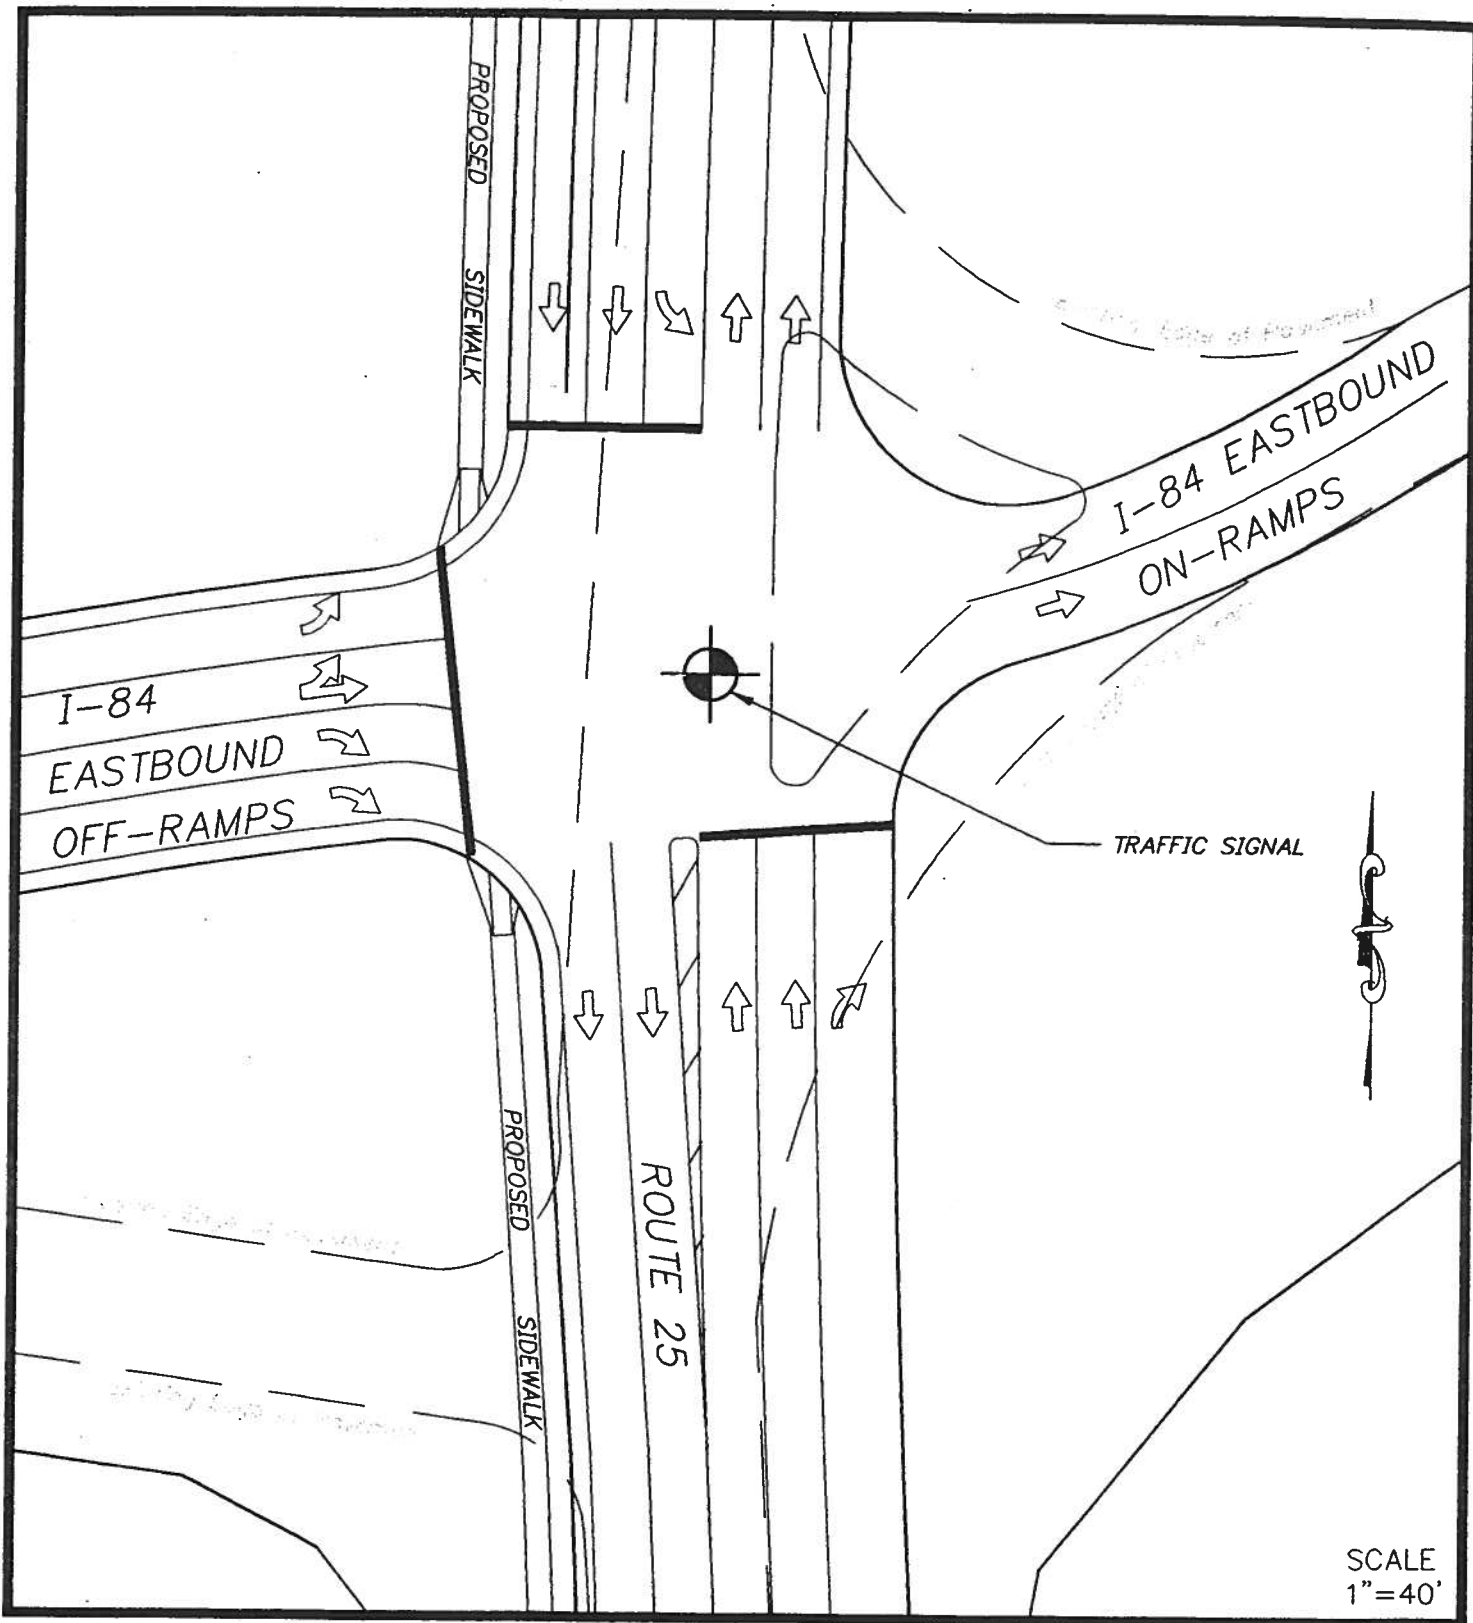 PROPOSED SIDEWALK
I-84 EASTBOUND
ON-RAMPS
I-84
EASTBOUND
OFF-RAMPS
TRAFFIC SIGNAL
PROPOSED SIDEWALK
ROUTE 25
SCALE
1"=40'